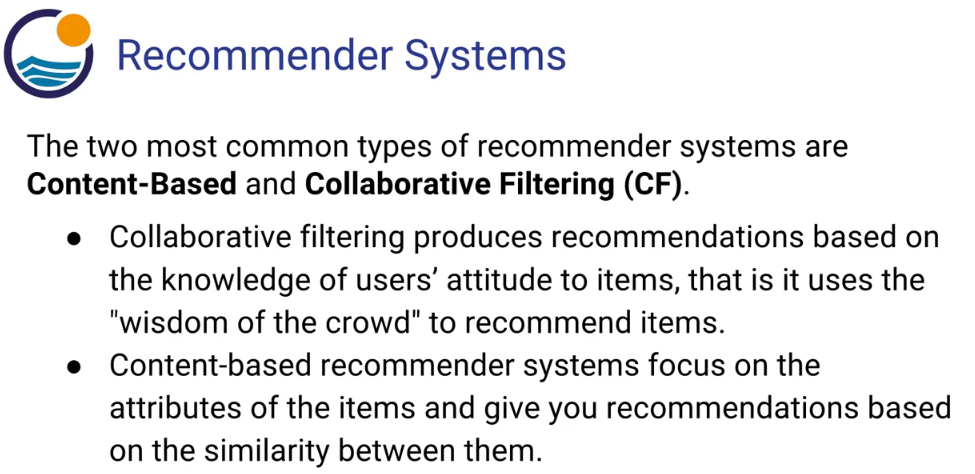 Recommender Systems
The two most common types of recommender systems are
Content-Based and Collaborative Filtering (CF).
● Collaborative filtering produces recommendations based on
the knowledge of users’ attitude to items, that is it uses the
"wisdom of the crowd" to recommend items.
● Content-based recommender systems focus on the
attributes of the items and give you recommendations based
on the similarity between them.